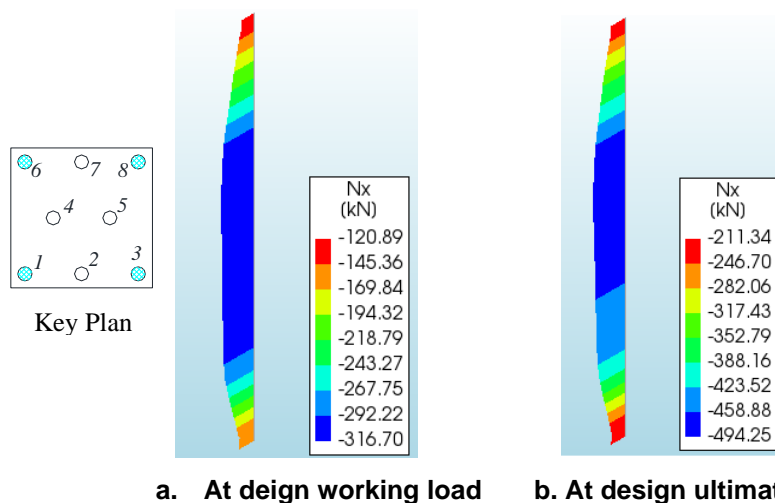 6 7 8
4 5
1 2 3
Key Plan
Nx
(kN)
-120.89
-145.36
-169.84
-194.32
-218.79
-243.27
-267.75
-292.22
-316.70
Nx
(kN)
-211.34
-246.70
-282.06
-317.43
-352.79
-388.16
-423.52
-458.88
-494.25
a. At deign working load
b. At design ultimat